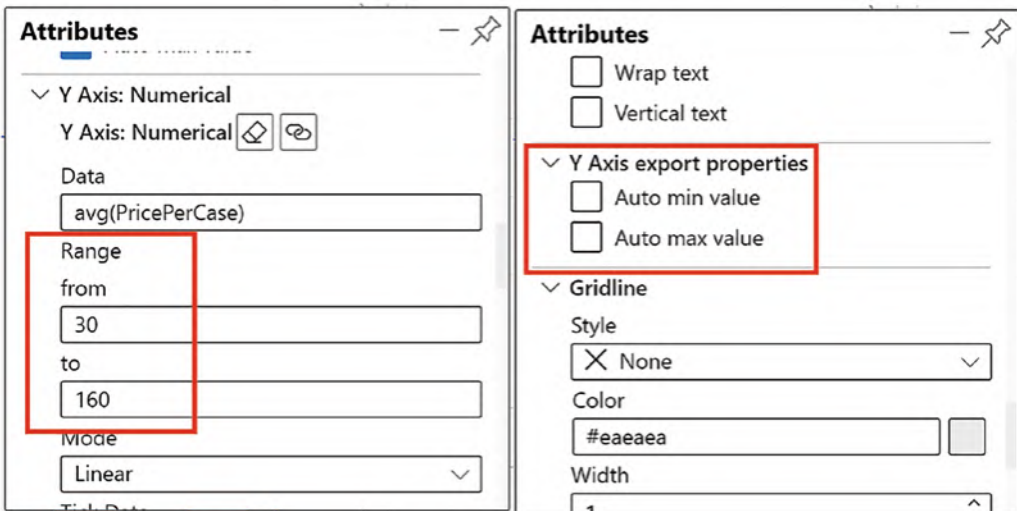 Attributes
Y Axis: Numerical
Y Axis: Numerical
Data
avg(PricePerCase)
Range
from
30
to
160
Mode
Linear
Attributes
Wrap text
Vertical text
Y Axis export properties
Auto min value
Auto max value
Gridline
Style
None
Color
#eaeaea
Width